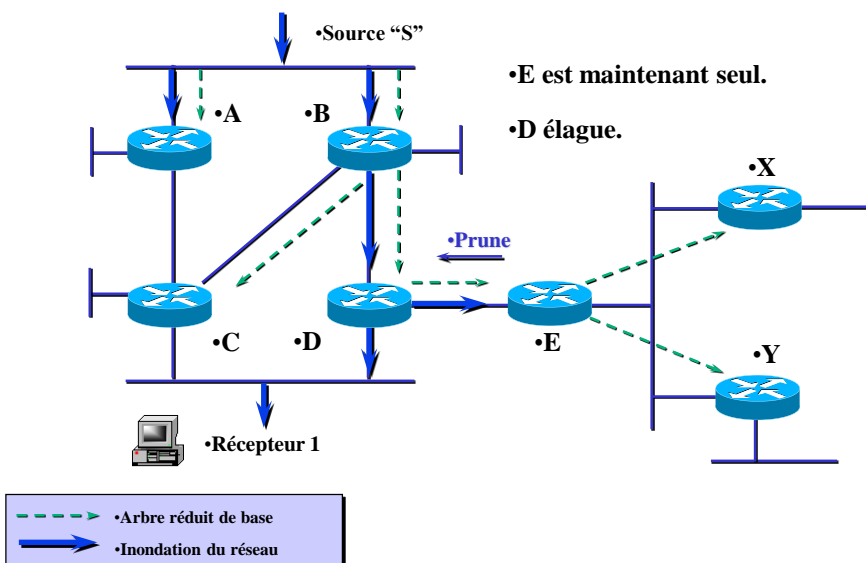 •Source “S”
•E est maintenant seul.
•D élague.
•A
•B
•X
•Prune
•C
•D
•E
•Y
•Récepteur 1
•Arbre réduit de base
•Inondation du réseau